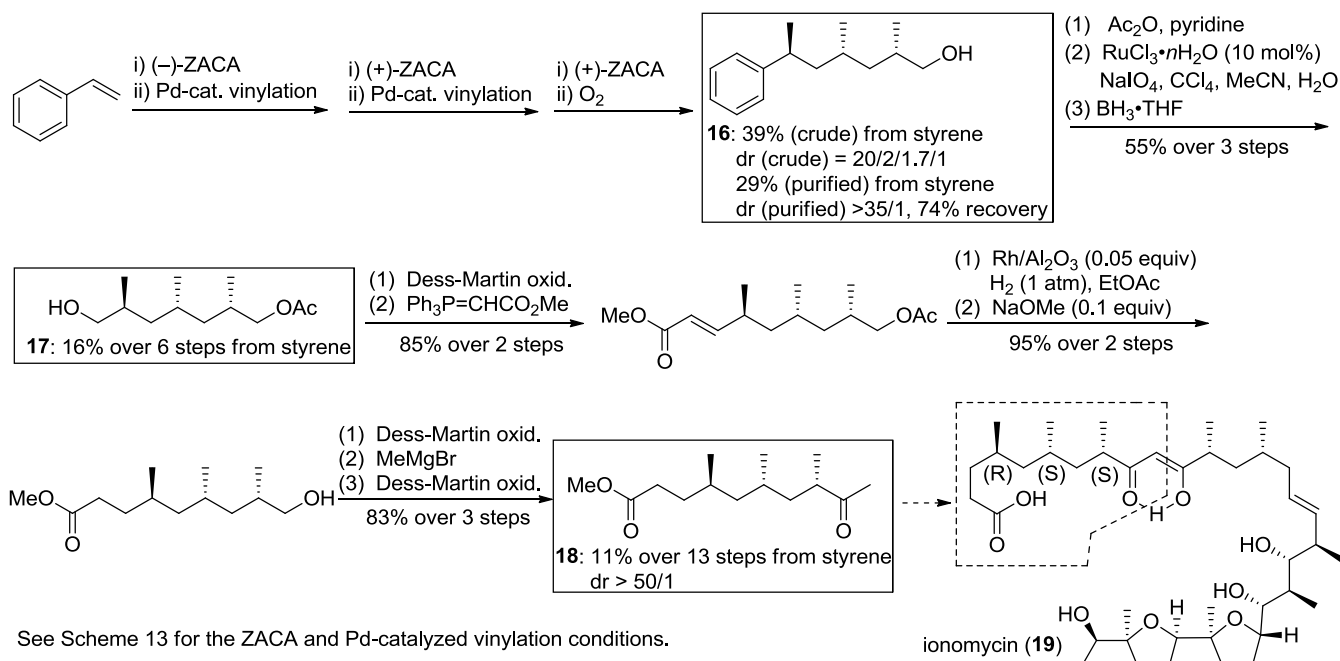 i) (–)-ZACA
ii) Pd-cat. vinylation
i) (+)-ZACA
ii) Pd-cat. vinylation
i) (+)-ZACA
ii) O2
OH
16: 39% (crude) from styrene
dr (crude) = 20/2/1.7/1
29% (purified) from styrene
dr (purified) >35/1, 74% recovery
(1) Ac2O, pyridine
(2) RuCl3•nH2O (10 mol%)
NaIO4, CCl4, MeCN, H2O
(3) BH3•THF
55% over 3 steps
HO
OAc
17: 16% over 6 steps from styrene
(1) Dess-Martin oxid.
(2) Ph3P=CHCO2Me
85% over 2 steps
MeO
O
OAc
(1) Rh/Al2O3 (0.05 equiv)
H2 (1 atm), EtOAc
(2) NaOMe (0.1 equiv)
95% over 2 steps
MeO
O
OH
(1) Dess-Martin oxid.
(2) MeMgBr
(3) Dess-Martin oxid.
83% over 3 steps
MeO
O
O
18: 11% over 13 steps from styrene
dr > 50/1
(R)
(S)
(S)
OH
O
O
H
O
HO
HO
HO
O
H
O
H
ionomycin (19)
See Scheme 13 for the ZACA and Pd-catalyzed vinylation conditions.